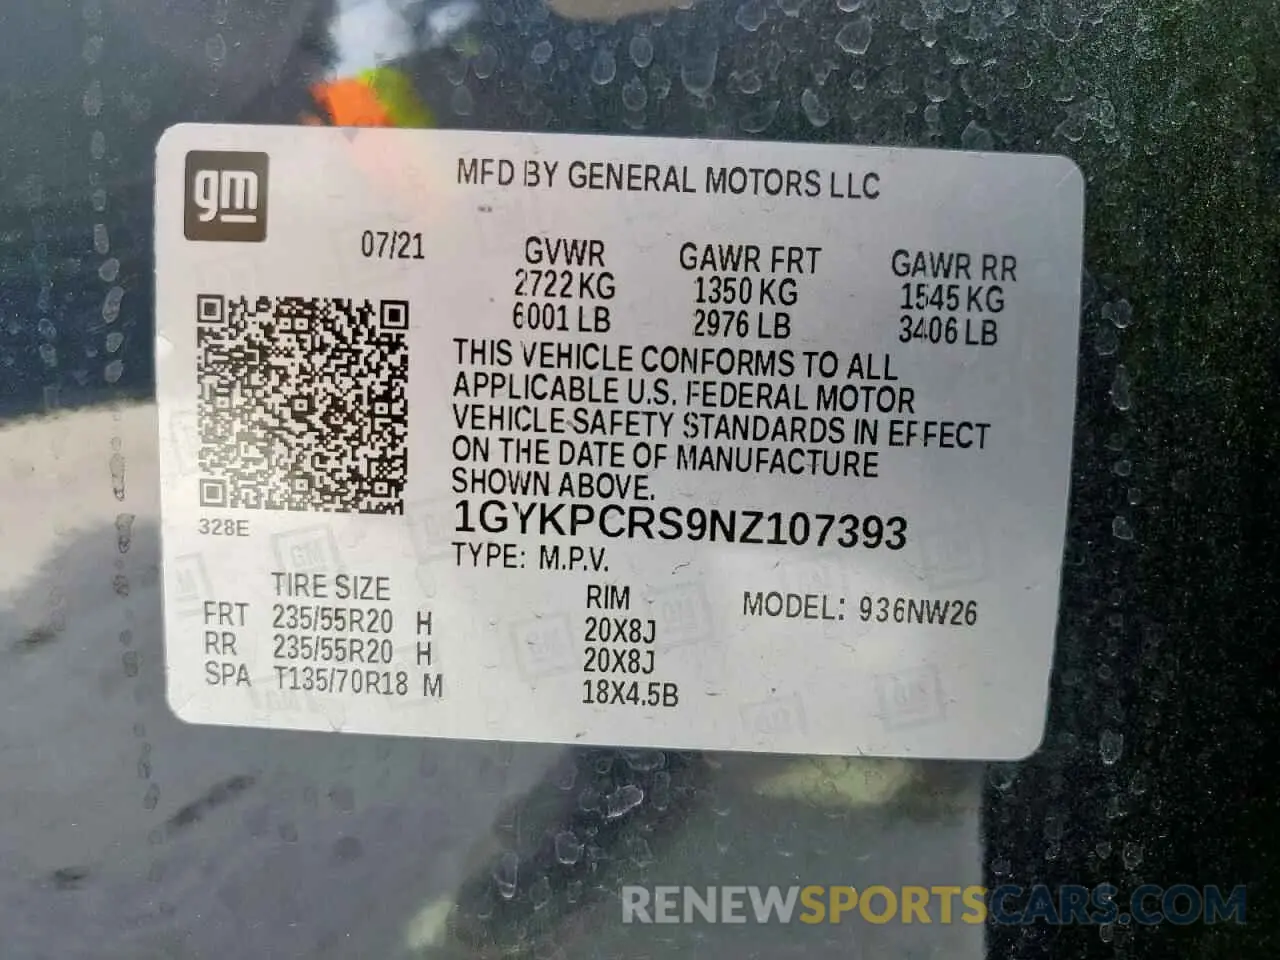 gm
MFD BY GENERAL MOTORS LLC
07/21
GVWR GAWR FRT GAWR RR
2722 KG 1350 KG 1545 KG
6001 LB 2976 LB 3406 LB
THIS VEHICLE CONFORMS TO ALL
APPLICABLE U.S. FEDERAL MOTOR
VEHICLE SAFETY STANDARDS IN EFFECT
ON THE DATE OF MANUFACTURE
SHOWN ABOVE.
328E
1GYKPCRS9NZ107393
TYPE: M.P.V.
TIRE SIZE RIM MODEL: 936NW26
FRT 235/55R20 H 20X8J
RR 235/55R20 H 20X8J
SPA T135/70R18 M 18X4.5B
RENEWSPORTSCARS.COM